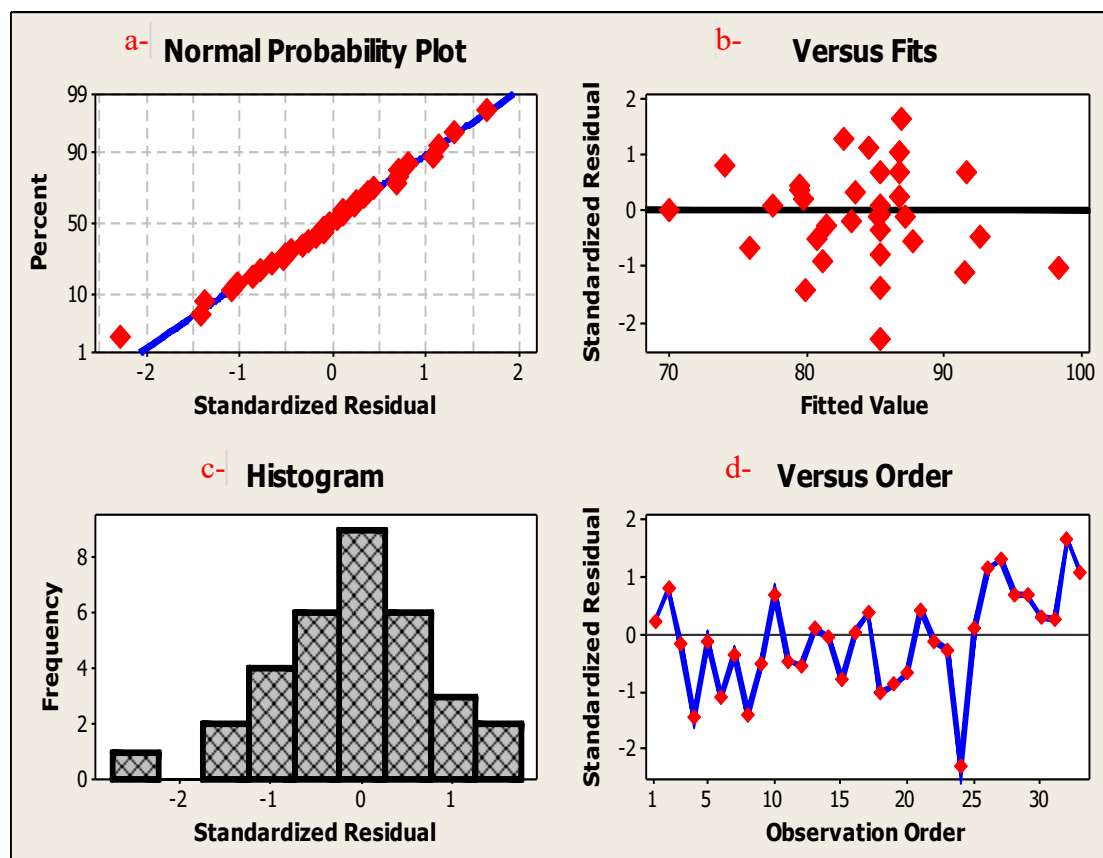 a- Normal Probability Plot
99
90
50
10
1
Percent
-2 -1 0 1 2
Standardized Residual
b- Versus Fits
2
1
0
-1
-2
Standardized Residual
70 80 90 100
Fitted Value
c- Histogram
8
6
4
2
0
Frequency
-2 -1 0 1
Standardized Residual
d- Versus Order
2
1
0
-1
-2
Standardized Residual
1 5 10 15 20 25 30
Observation Order